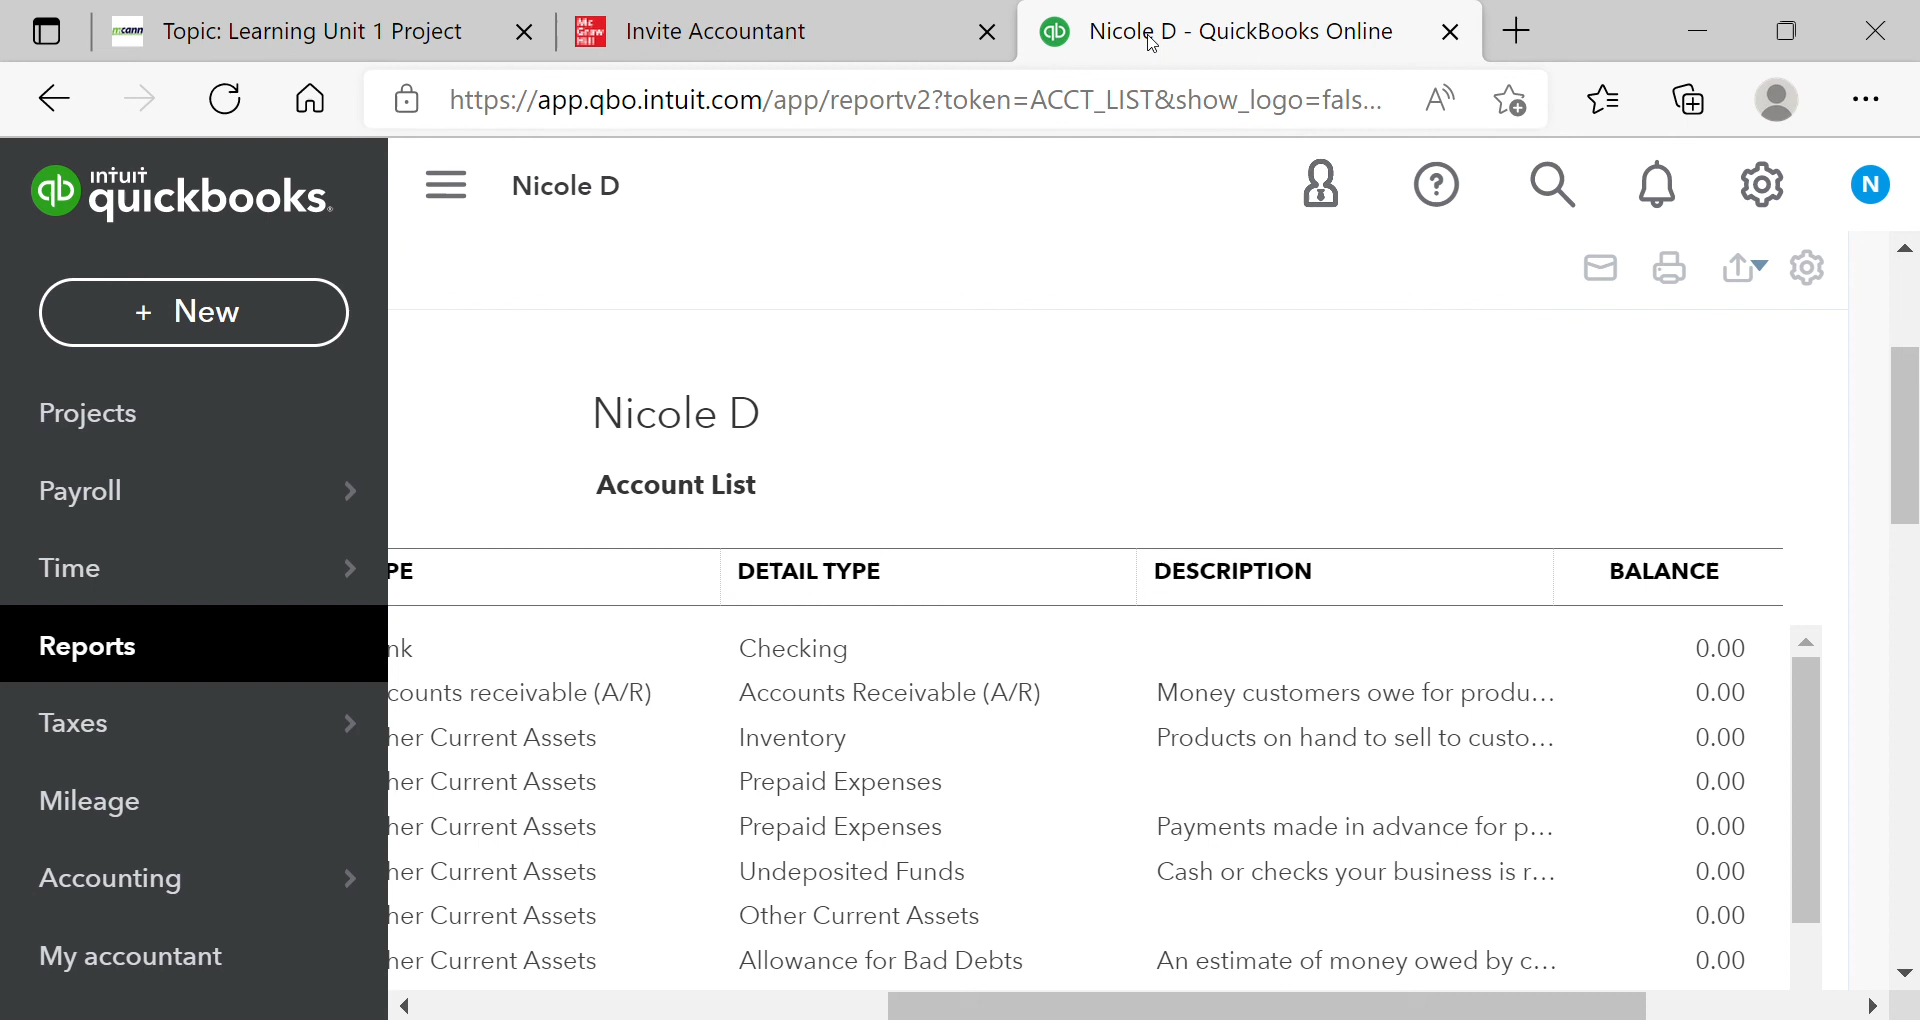 mcann Topic: Learning Unit 1 Project
Mc Graw Hill Invite Accountant
qb Nicole D - QuickBooks Online
https://app.qbo.intuit.com/app/reportv2?token=ACCT_LIST&show_logo=fals...
qb intuit quickbooks.
Nicole D
N
+ New
Projects
Payroll
Time
Reports
Taxes
Mileage
Accounting
My accountant
Nicole D
Account List
PE DETAIL TYPE DESCRIPTION BALANCE
nk Checking 0.00
counts receivable (A/R) Accounts Receivable (A/R) Money customers owe for produ... 0.00
her Current Assets Inventory Products on hand to sell to custo... 0.00
her Current Assets Prepaid Expenses 0.00
her Current Assets Prepaid Expenses Payments made in advance for p... 0.00
her Current Assets Undeposited Funds Cash or checks your business is r... 0.00
her Current Assets Other Current Assets 0.00
her Current Assets Allowance for Bad Debts An estimate of money owed by c... 0.00